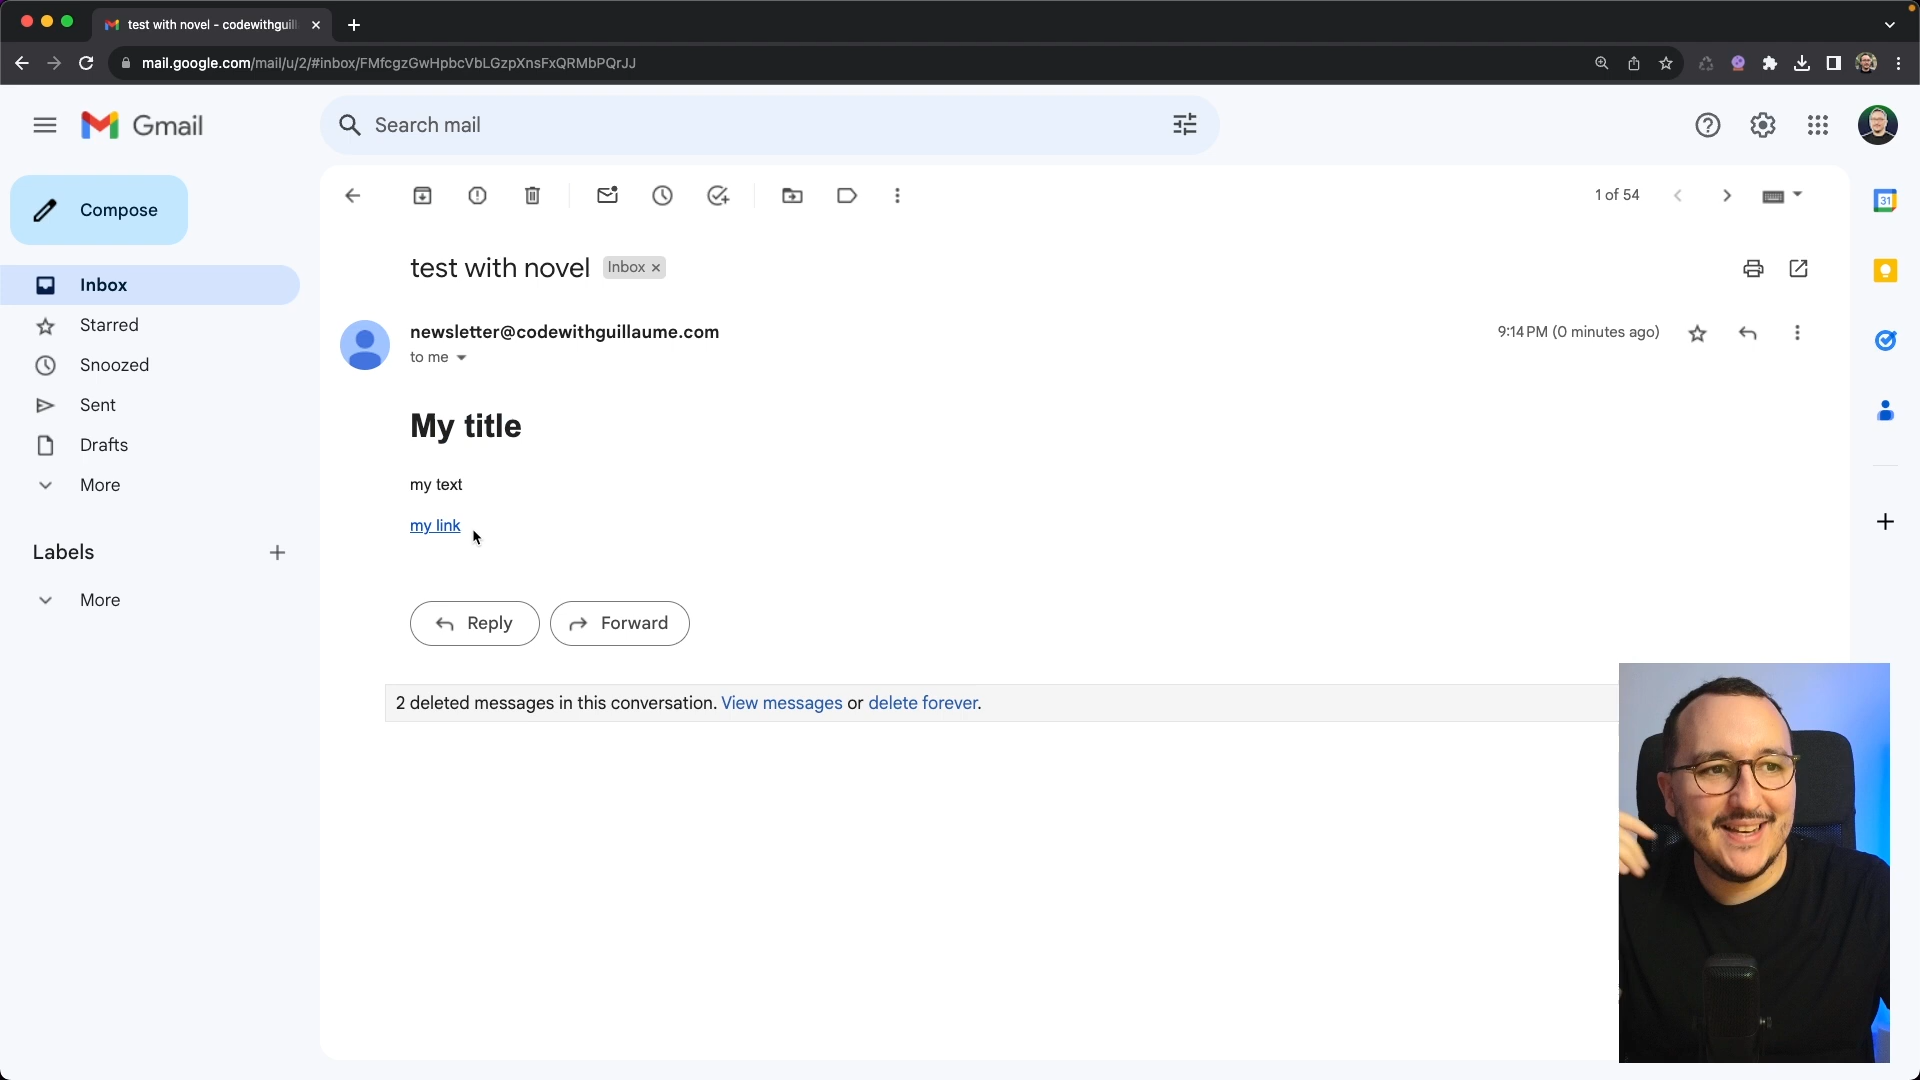 test with novel - codewithguill
mail.google.com/mail/u/2/#inbox/FMfcgzGwHpbcVbLGzpXnsFxQRMbPQrJJ
Gmail
Search mail
Compose
1 of 54
31
test with novel Inbox
Inbox
Starred
Snoozed
Sent
Drafts
More
Labels
More
newsletter@codewithguillaume.com
9:14 PM (0 minutes ago)
to me
My title
my text
my link
Reply
Forward
2 deleted messages in this conversation. View messages or delete forever.